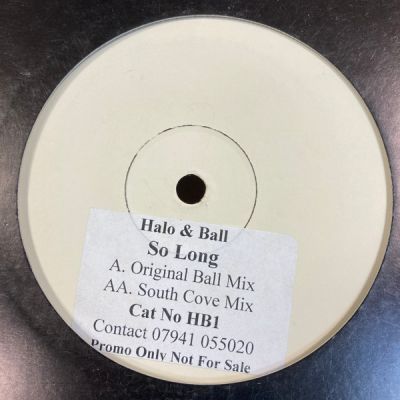 Halo & Ball
So Long
A. Original Ball Mix
AA. South Cove Mix
Cat No HB1
Contact 07941 055020
Promo Only Not For Sale